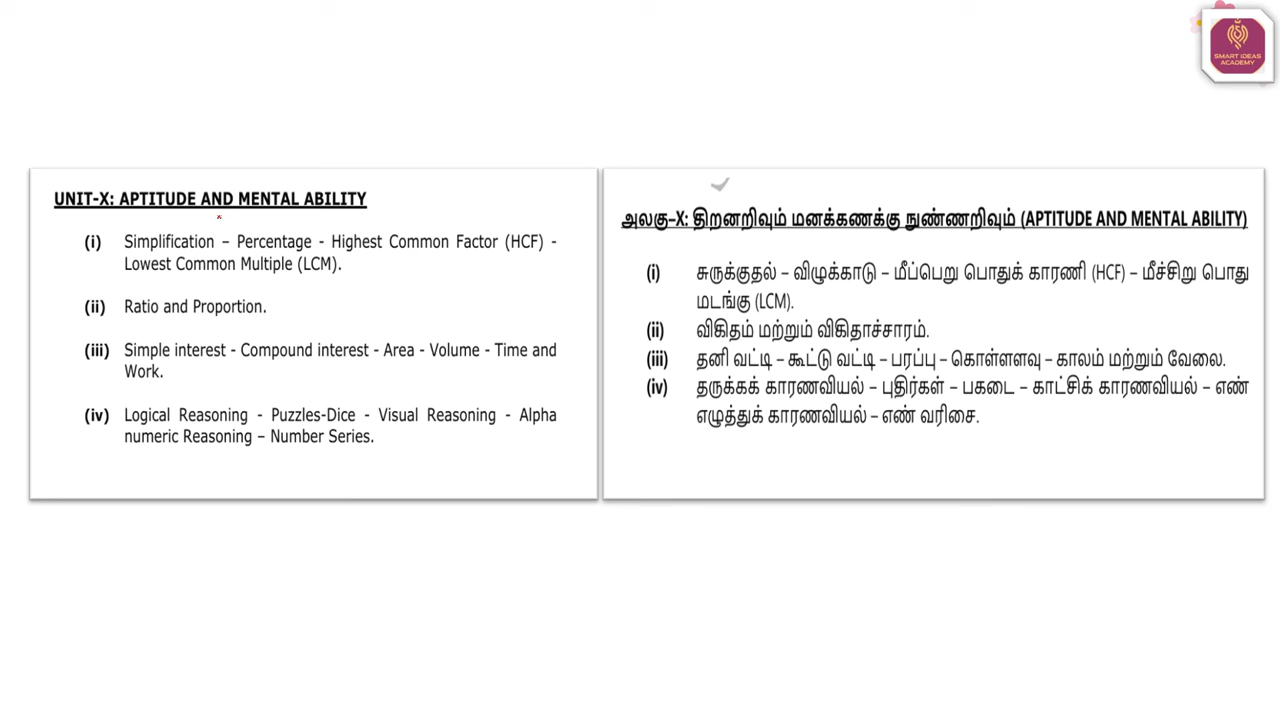 SMART IDEAS
ACADEMY
UNIT-X: APTITUDE AND MENTAL ABILITY
(i) Simplification – Percentage - Highest Common Factor (HCF) -
Lowest Common Multiple (LCM).
(ii) Ratio and Proportion.
(iii) Simple interest - Compound interest - Area - Volume - Time and
Work.
(iv) Logical Reasoning - Puzzles-Dice - Visual Reasoning - Alpha
numeric Reasoning – Number Series.
அலகு–X: திறனறிவும் மனக்கணக்கு நுண்ணறிவும் (APTITUDE AND MENTAL ABILITY)
(i) சுருக்குதல் – விழுக்காடு – மீப்பெறு பொதுக் காரணி (HCF) – மீச்சிறு பொது
மடங்கு (LCM).
(ii) விகிதம் மற்றும் விகிதாச்சாரம்.
(iii) தனி வட்டி – கூட்டு வட்டி – பரப்பு – கொள்ளளவு – காலம் மற்றும் வேலை.
(iv) தருக்கக் காரணவியல் – புதிர்கள் – பகடை – காட்சிக் காரணவியல் – எண்
எழுத்துக் காரணவியல் – எண் வரிசை.